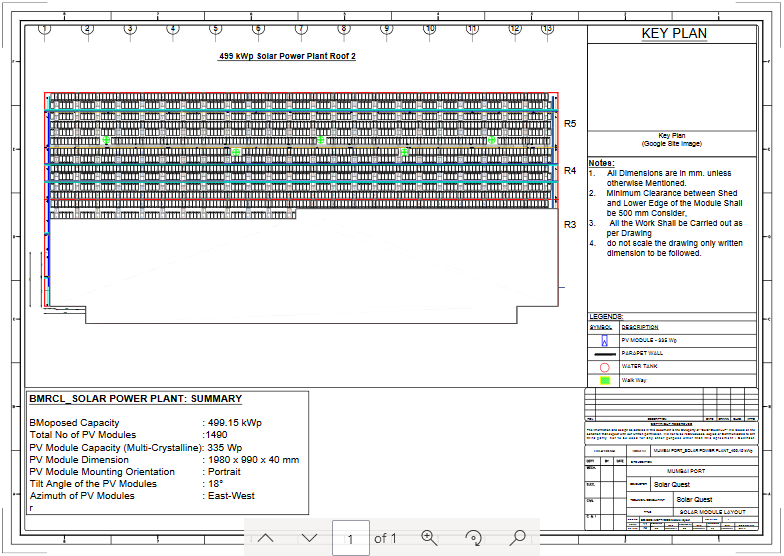 1 2 3 4 5 6 7 8 9 10 11 12 13
499 kWp Solar Power Plant Roof 2
R5
R4
R3
KEY PLAN
Key Plan
(Google Site Image)
Notes:
1. All Dimensions are in mm. unless
otherwise Mentioned.
2. Minimum Clearance between Shed
and Lower Edge of the Module Shall
be 500 mm Consider,
3. All the Work Shall be Carried out as
per Drawing
4. do not scale the drawing only written
dimension to be followed.
LEGENDS:
SYMBOL DESCRIPTION
PV MODULE - 335 Wp
PARAPET WALL
WATER TANK
Walk Way
BMRCL_SOLAR POWER PLANT: SUMMARY
BMoposed Capacity : 499.15 kWp
Total No of PV Modules :1490
PV Module Capacity (Multi-Crystalline): 335 Wp
PV Module Dimension : 1980 x 990 x 40 mm
PV Module Mounting Orientation : Portrait
Tilt Angle of the PV Modules : 18°
Azimuth of PV Modules : East-West
r
MUMBAI PORT
Solar Quest
Solar Quest
TITLE SOLAR MODULE LAYOUT
1 of 1